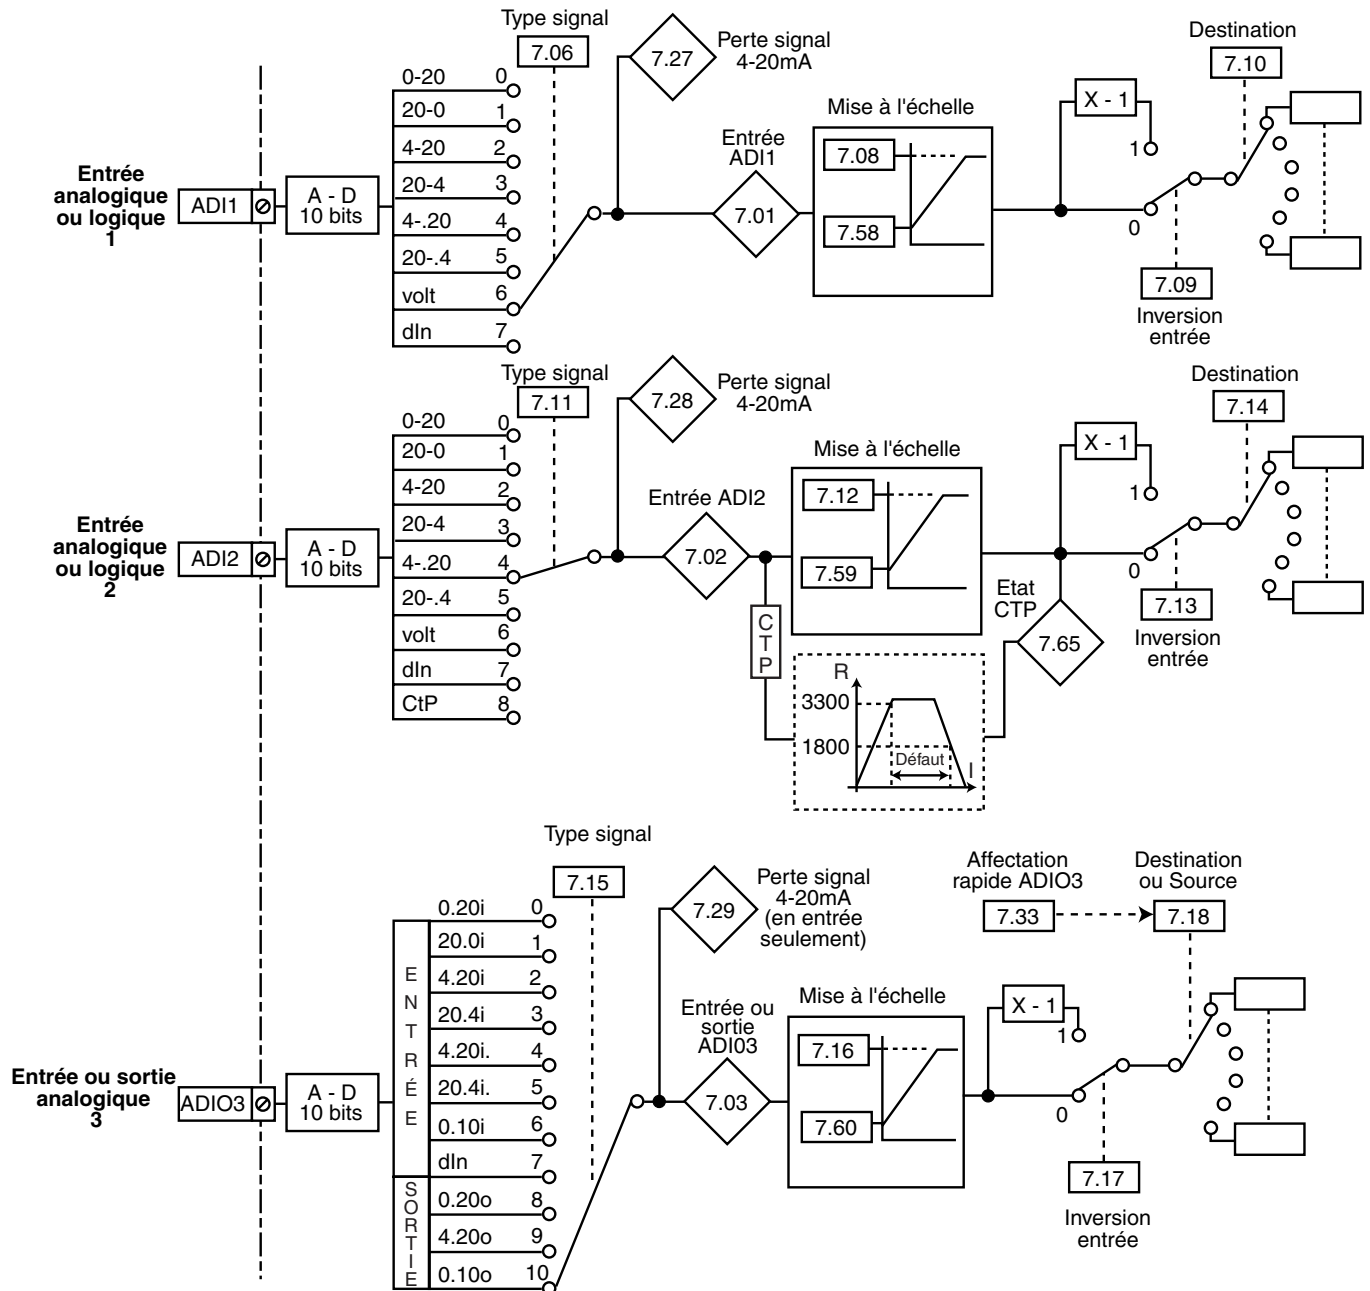 Type signal
7.06
7.27
Perte signal
4-20mA
Destination
7.10
0-20 0
20-0 1
4-20 2
20-4 3
4-.20 4
20-.4 5
volt 6
dIn 7
Entrée
analogique
ou logique
1
ADI1
A - D
10 bits
Entrée
ADI1
7.01
Mise à l'échelle
7.08
7.58
X - 1
1
0
7.09
Inversion
entrée
Type signal
7.11
7.28
Perte signal
4-20mA
Destination
7.14
0-20 0
20-0 1
4-20 2
20-4 3
4-.20 4
20-.4 5
volt 6
dIn 7
CtP 8
Entrée
analogique
ou logique
2
ADI2
A - D
10 bits
Entrée ADI2
7.02
Mise à l'échelle
7.12
7.59
X - 1
1
0
7.13
Inversion
entrée
CTP
Etat
CTP
7.65
R
3300
1800
Défaut
I
Type signal
7.15
7.29
Perte signal
4-20mA
(en entrée
seulement)
Affectation
rapide ADIO3
7.33
Destination
ou Source
7.18
ENTRÉE
0.20i 0
20.0i 1
4.20i 2
20.4i 3
4.20i. 4
20.4i. 5
0.10i 6
dIn 7
SORTIE
0.20o 8
4.20o 9
0.10o 10
Entrée ou sortie
analogique
3
ADIO3
A - D
10 bits
Entrée ou
sortie
ADI03
7.03
Mise à l'échelle
7.16
7.60
X - 1
1
0
7.17
Inversion
entrée